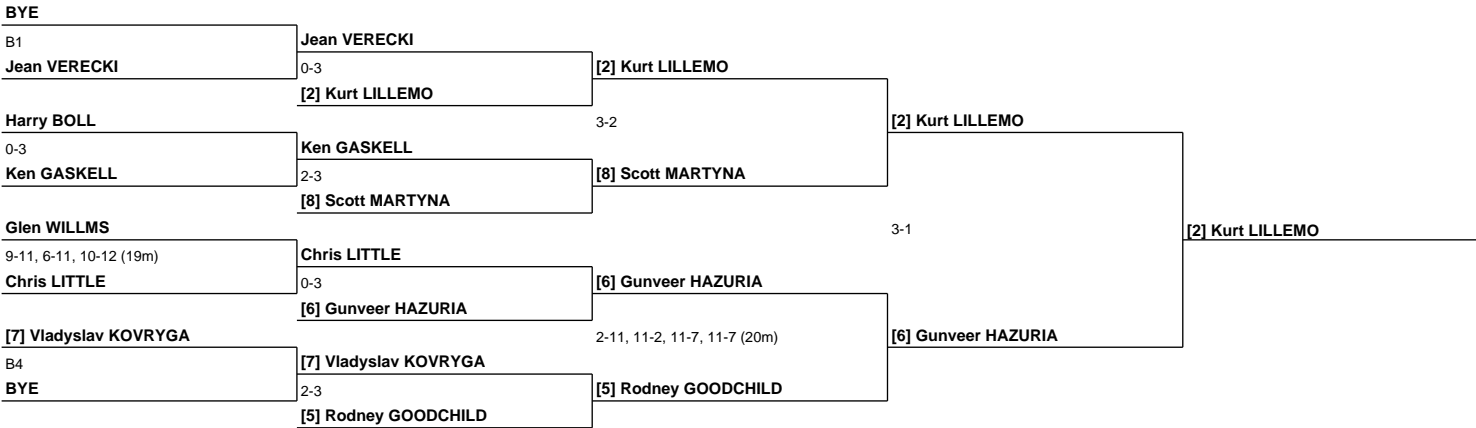 BYE
B1
Jean VERECKI
Harry BOLL
0-3
Ken GASKELL
Glen WILLMS
9-11, 6-11, 10-12 (19m)
Chris LITTLE
[7] Vladyslav KOVRYGA
B4
BYE
Jean VERECKI
0-3
[2] Kurt LILLEMO
Ken GASKELL
2-3
[8] Scott MARTYNA
Chris LITTLE
0-3
[6] Gunveer HAZURIA
[7] Vladyslav KOVRYGA
2-3
[5] Rodney GOODCHILD
[2] Kurt LILLEMO
3-2
[8] Scott MARTYNA
[6] Gunveer HAZURIA
2-11, 11-2, 11-7, 11-7 (20m)
[5] Rodney GOODCHILD
[2] Kurt LILLEMO
3-1
[6] Gunveer HAZURIA
[2] Kurt LILLEMO